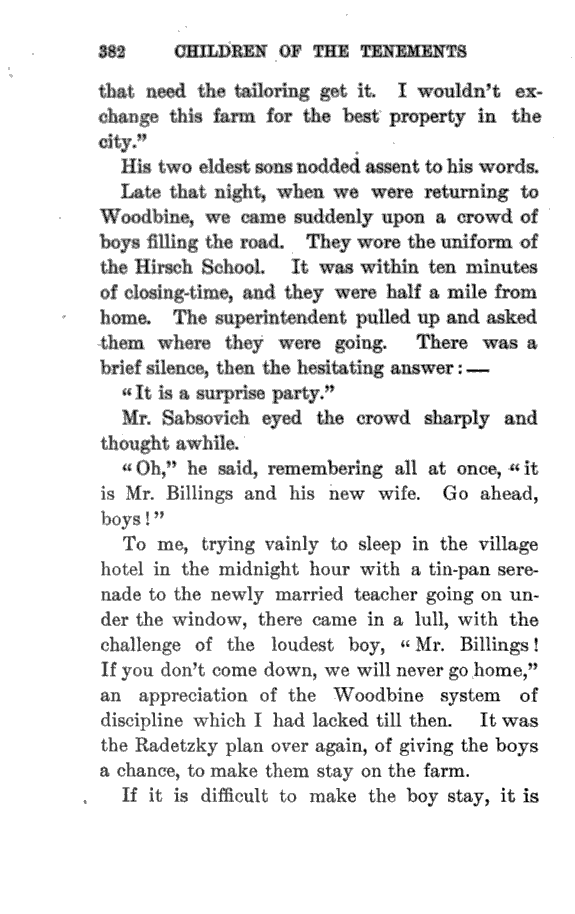 382 CHILDREN OF THE TENEMENTS
that need the tailoring get it. I wouldn't ex-
change this farm for the best property in the
city."
His two eldest sons nodded assent to his words.
Late that night, when we were returning to
Woodbine, we came suddenly upon a crowd of
boys filling the road. They wore the uniform of
the Hirsch School. It was within ten minutes
of closing-time, and they were half a mile from
home. The superintendent pulled up and asked
them where they were going. There was a
brief silence, then the hesitating answer: —
"It is a surprise party."
Mr. Sabsovich eyed the crowd sharply and
thought awhile.
"Oh," he said, remembering all at once, "it
is Mr. Billings and his new wife. Go ahead,
boys!"
To me, trying vainly to sleep in the village
hotel in the midnight hour with a tin-pan sere-
nade to the newly married teacher going on un-
der the window, there came in a lull, with the
challenge of the loudest boy, "Mr. Billings!
If you don't come down, we will never go home,"
an appreciation of the Woodbine system of
discipline which I had lacked till then. It was
the Radetzky plan over again, of giving the boys
a chance, to make them stay on the farm.
If it is difficult to make the boy stay, it is